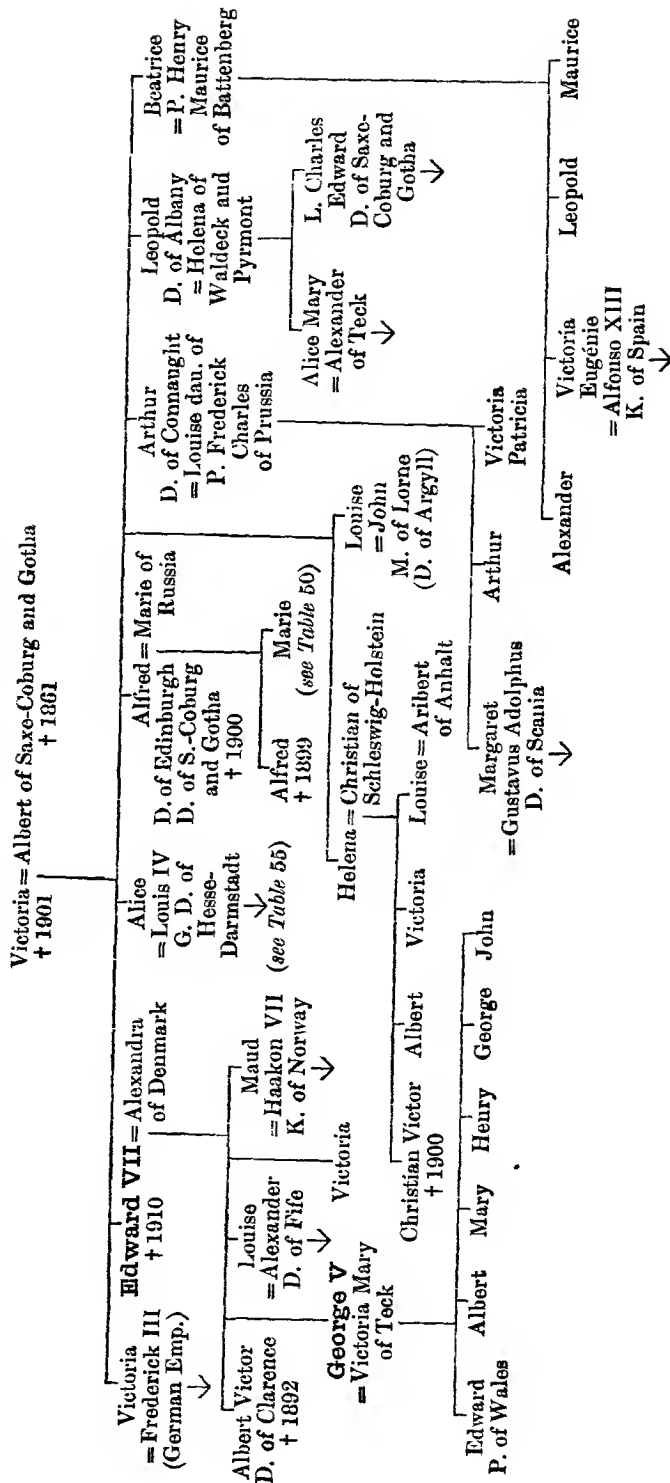 Victoria = Albert of Saxe-Coburg and Gotha
† 1901 † 1861
Victoria
= Frederick III
(German Emp.)
Edward VII = Alexandra
† 1910 of Denmark
Alice
= Louis IV
G. D. of
Hesse-
Darmstadt
(see Table 55)
Alfred = Marie of
D. of Edinburgh Russia
D. of S.-Coburg
and Gotha
† 1900
Arthur
D. of Connaught
= Louise dau. of
P. Frederick
Charles
of Prussia
Leopold
D. of Albany
= Helena of
Waldeck and
Pyrmont
Beatrice
= P. Henry
Maurice
of Battenberg
Albert Victor
D. of Clarence
† 1892
Louise
= Alexander
D. of Fife
Maud
= Haakon VII
K. of Norway
Alfred
† 1899
Marie
(see Table 50)
Alice Mary
= Alexander
of Teck
L. Charles
Edward
D. of Saxe-
Coburg and
Gotha
George V
= Victoria Mary
of Teck
Victoria
Helena = Christian of
Schleswig-Holstein
Louise
= John
M. of Lorne
(D. of Argyll)
Christian Victor
† 1900
Albert
Victoria
Louise = Aribert
of Anhalt
Margaret
= Gustavus Adolphus
D. of Scania
Arthur
Victoria
Patricia
Edward
P. of Wales
Albert
Mary
Henry
George
John
Alexander
Victoria
Eugénie
= Alfonso XIII
K. of Spain
Leopold
Maurice